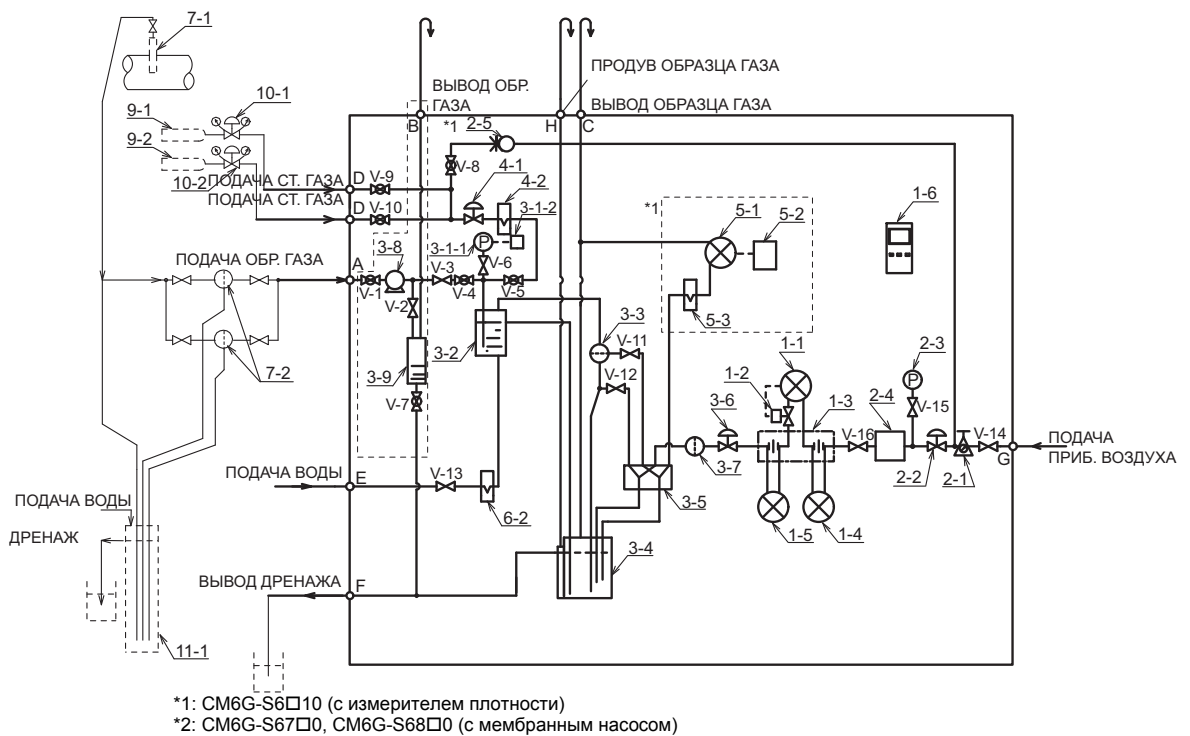 7-1
ПРОДУВ ОБРАЗЦА ГАЗА
ВЫВОД ОБР.
ГАЗА
ВЫВОД ОБРАЗЦА ГАЗА
10-1
9-1
9-2
10-2
B
*1
2-5
H
C
V-8
4-1
4-2
ПОДАЧА СТ. ГАЗА
D
V-9
ПОДАЧА СТ. ГАЗА
D
V-10
3-1-2
3-1-1
P
V-6
*1
5-1
5-2
5-3
1-6
ПОДАЧА ОБР. ГАЗА
A
3-8
V-1
V-3
V-4
V-5
V-2
7-2
3-9
3-2
V-7
3-3
V-11
V-12
1-1
1-2
1-3
2-3
P
2-4
V-15
3-6
V-16
V-14
ПОДАЧА
ПРИБ. ВОЗДУХА
G
3-7
2-2
2-1
3-5
1-5
1-4
ПОДАЧА ВОДЫ
E
V-13
6-2
ПОДАЧА ВОДЫ
ДРЕНАЖ
3-4
ВЫВОД ДРЕНАЖА
F
11-1
*1: CM6G-S6□10 (с измерителем плотности)
*2: CM6G-S67□0, CM6G-S68□0 (с мембранным насосом)